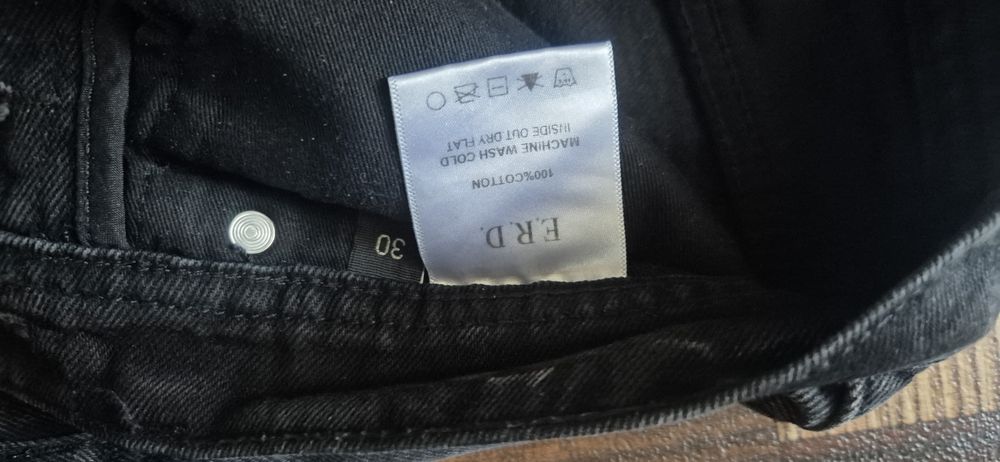 E.R.D.
100%COTTON
MACHINE WASH COLD
INSIDE OUT DRY FLAT
30